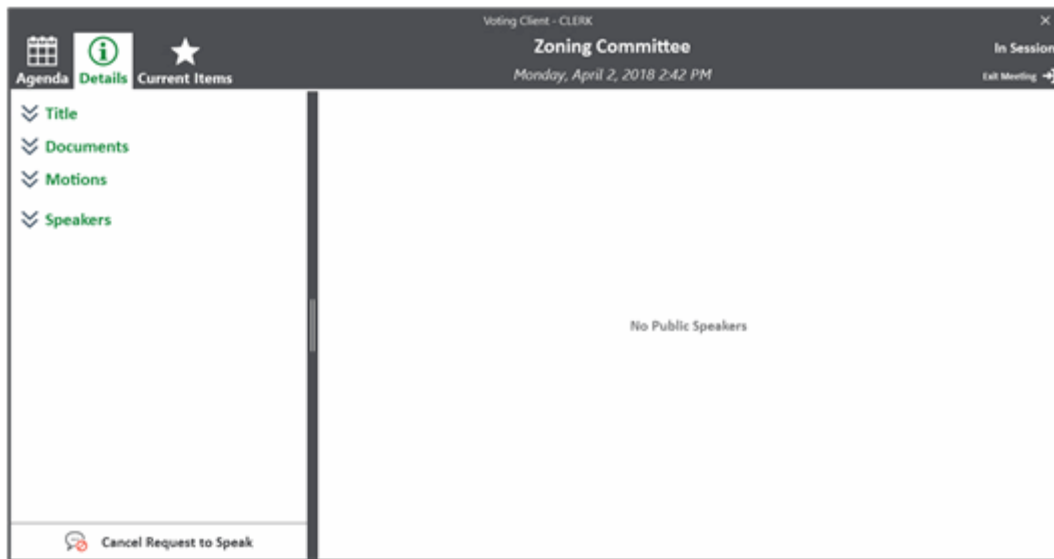 Voting Client - CLERK
Zoning Committee
In Session
Agenda Details Current Items
Monday, April 2, 2018 2:42 PM
Exit Meeting
Title
Documents
Motions
Speakers
No Public Speakers
Cancel Request to Speak